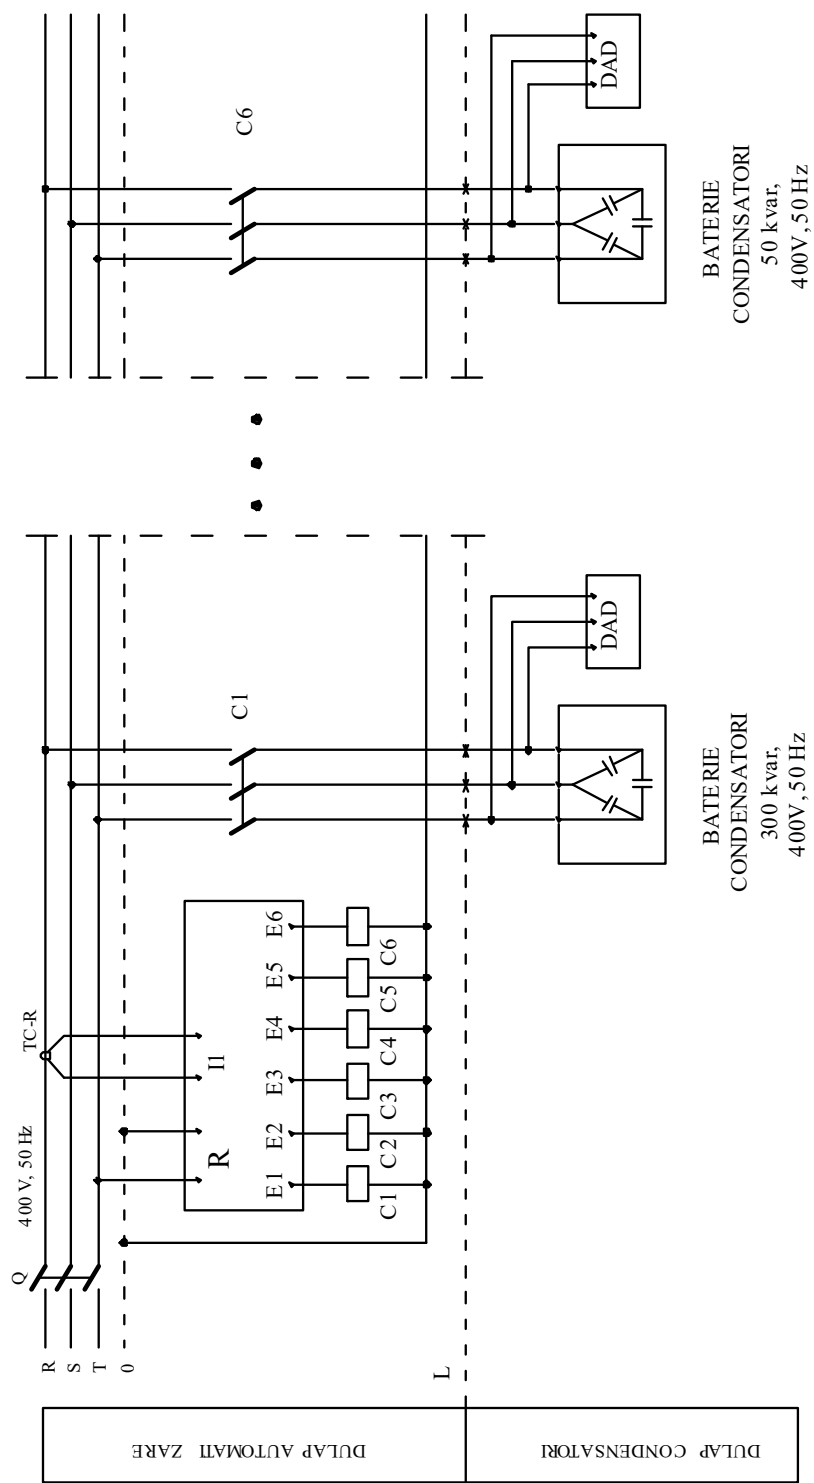 400 V, 50 Hz
Q
R
S
T
0
L
TC-R
R
I1
E1
E2
E3
E4
E5
E6
C1
C2
C3
C4
C5
C6
C1
DAD
BATERIE
CONDENSATORI
300 kvar,
400V, 50 Hz
C6
DAD
BATERIE
CONDENSATORI
50 kvar,
400V, 50 Hz
DULAP AUTOMATI ZARE
DULAP CONDENSATORI